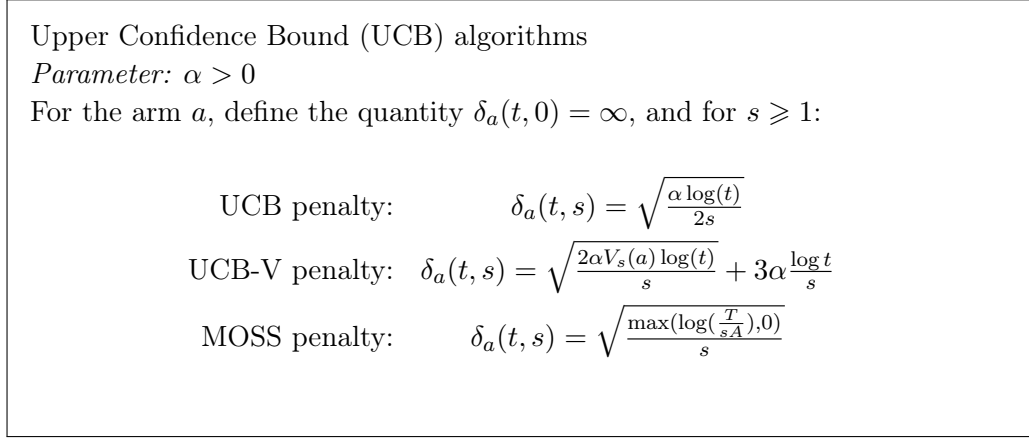 Upper Confidence Bound (UCB) algorithms
Parameter: α > 0
For the arm a, define the quantity δ_a(t, 0) = ∞, and for s ⩾ 1:
UCB penalty: δ_a(t, s) = √(α log(t) / 2s)
UCB-V penalty: δ_a(t, s) = √(2αV_s(a) log(t) / s) + 3α log t / s
MOSS penalty: δ_a(t, s) = √(max(log(T / sA),0) / s)